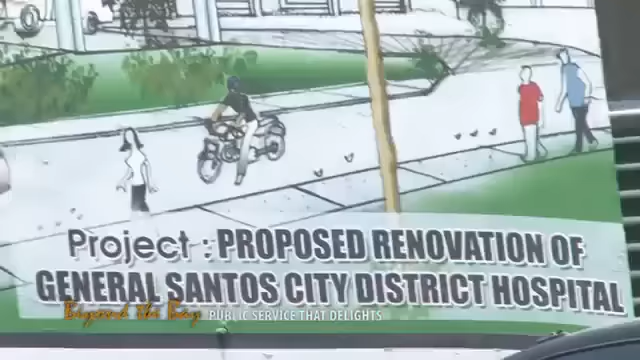 Project : PROPOSED RENOVATION OF
GENERAL SANTOS CITY DISTRICT HOSPITAL
Beyond the Bay PUBLIC SERVICE THAT DELIGHTS